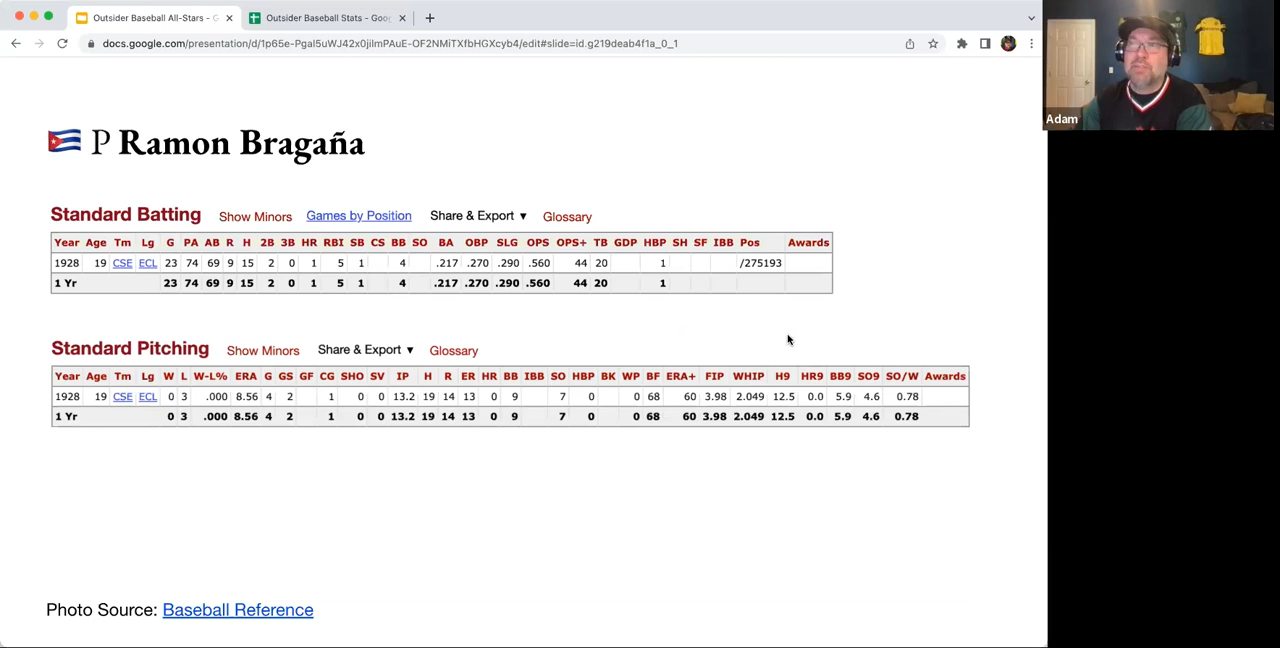 Outsider Baseball All-Stars - G
Outsider Baseball Stats - Goog
docs.google.com/presentation/d/1p65e-Pgal5uWJ42x0jilmPAuE-OF2NMiTXfbHGXcyb4/edit#slide=id.g219deab4f1a_0_1
Adam
P Ramon Bragaña
Standard Batting Show Minors Games by Position Share & Export ▼ Glossary
Year Age Tm Lg G PA AB R H 2B 3B HR RBI SB CS BB SO BA OBP SLG OPS OPS+ TB GDP HBP SH SF IBB Pos Awards
1928 19 CSE ECL 23 74 69 9 15 2 0 1 5 1 4 .217 .270 .290 .560 44 20 1 /275193
1 Yr 23 74 69 9 15 2 0 1 5 1 4 .217 .270 .290 .560 44 20 1
Standard Pitching Show Minors Share & Export ▼ Glossary
Year Age Tm Lg W L W-L% ERA G GS GF CG SHO SV IP H R ER HR BB IBB SO HBP BK WP BF ERA+ FIP WHIP H9 HR9 BB9 SO9 SO/W Awards
1928 19 CSE ECL 0 3 .000 8.56 4 2 1 0 0 13.2 19 14 13 0 9 7 0 0 68 60 3.98 2.049 12.5 0.0 5.9 4.6 0.78
1 Yr 0 3 .000 8.56 4 2 1 0 0 13.2 19 14 13 0 9 7 0 0 68 60 3.98 2.049 12.5 0.0 5.9 4.6 0.78
Photo Source: Baseball Reference